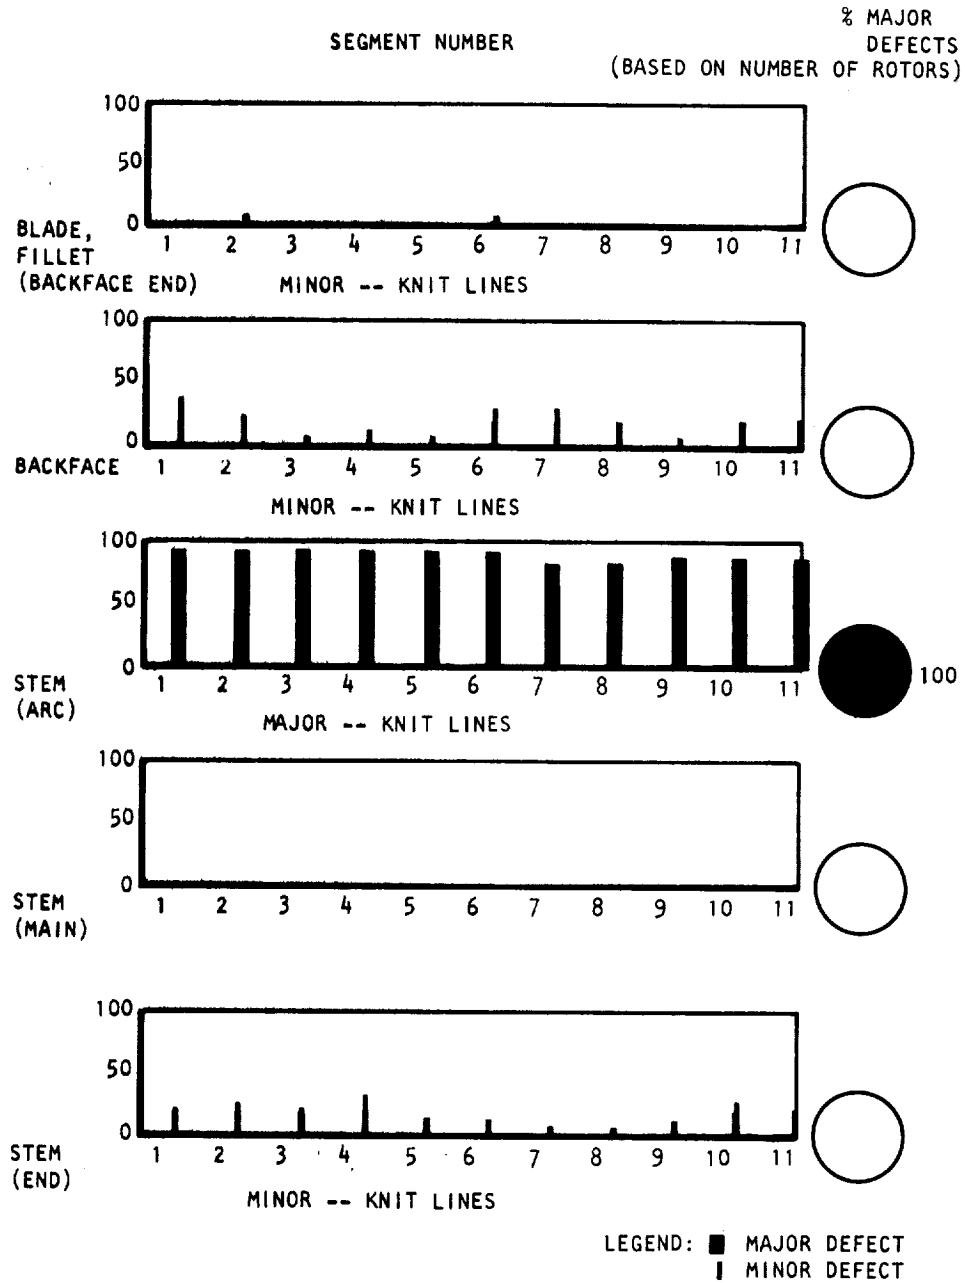 SEGMENT NUMBER
% MAJOR
DEFECTS
(BASED ON NUMBER OF ROTORS)
100
50
0
BLADE,
FILLET
(BACKFACE END)
1 2 3 4 5 6 7 8 9 10 11
MINOR -- KNIT LINES
100
50
0
BACKFACE 1 2 3 4 5 6 7 8 9 10 11
MINOR -- KNIT LINES
100
50
0
STEM
(ARC)
1 2 3 4 5 6 7 8 9 10 11
100
MAJOR -- KNIT LINES
100
50
0
STEM
(MAIN)
1 2 3 4 5 6 7 8 9 10 11
100
50
0
STEM
(END)
1 2 3 4 5 6 7 8 9 10 11
MINOR -- KNIT LINES
LEGEND: MAJOR DEFECT
MINOR DEFECT